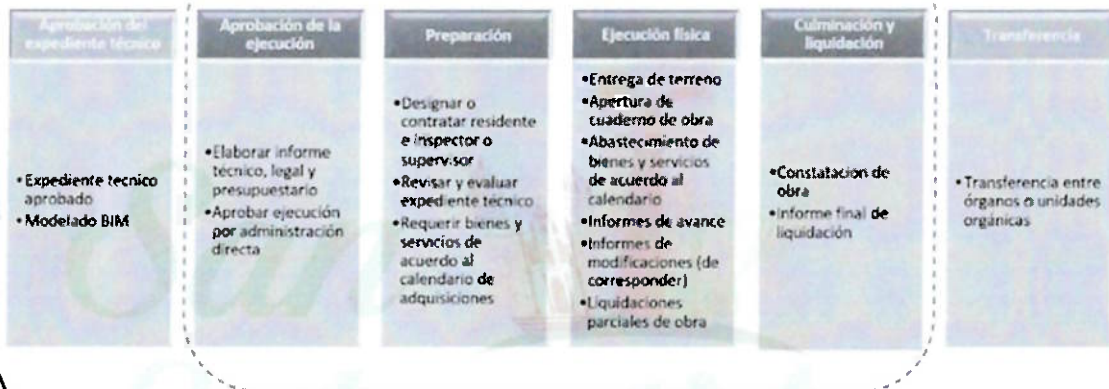 Aprobación del
expediente técnico
• Expediente tecnico
aprobado
• Modelado BIM
Aprobación de la
ejecución
•Elaborar informe
técnico, legal y
presupuestario
•Aprobar ejecución
por administración
directa
Preparación
•Designar o
contratar residente
e inspector o
supervisor
•Revisar y evaluar
expediente técnico
•Requerir bienes y
servicios de
acuerdo al
calendario de
adquisiciones
Ejecución física
•Entrega de terreno
•Apertura de
cuaderno de obra
•Abastecimiento de
bienes y servicios
de acuerdo al
calendario
•Informes de avance
•Informes de
modificaciones (de
corresponder)
•Liquidaciones
parciales de obra
Culminación y
liquidación
•Constatacion de
obra
•Informe final de
liquidación
Transferencia
• Transferencia entre
órganos o unidades
orgánicas